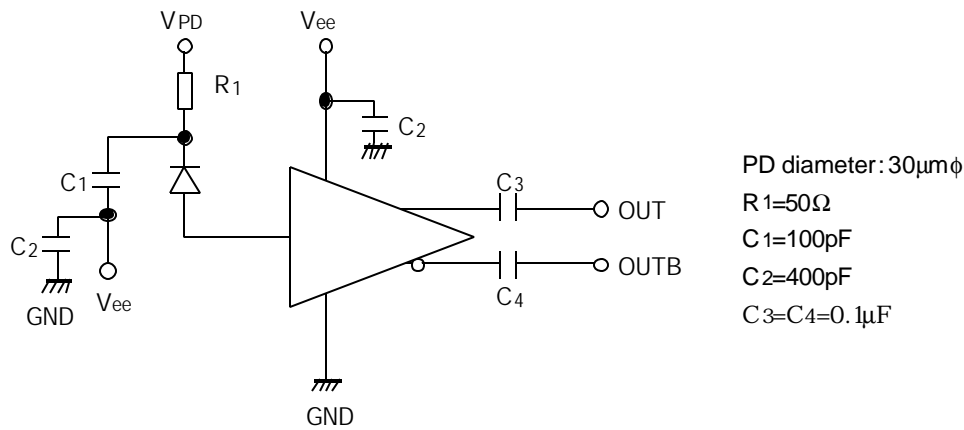 VPD
Vee
R1
C2
C1
C3
PD diameter:30μmφ
R1=50Ω
C1=100pF
C2=400pF
C3=C4=0.1μF
OUT
C2
OUTB
C4
Vee
GND
GND